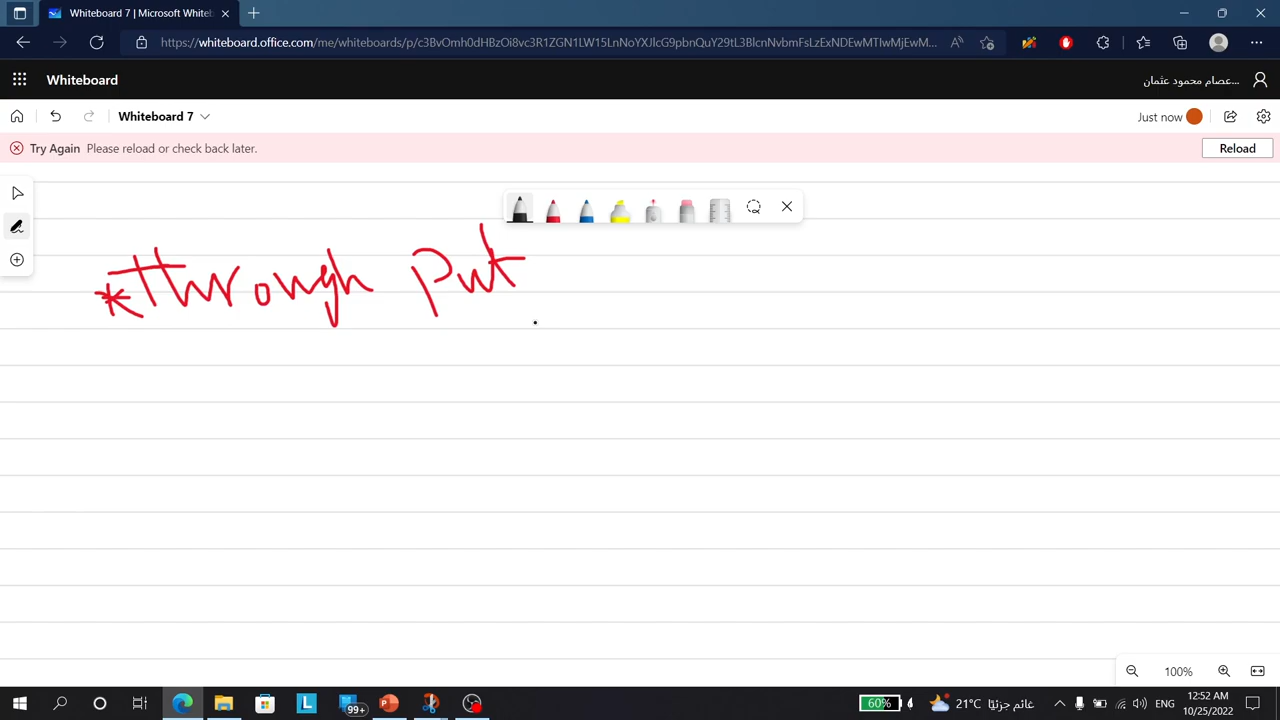 Whiteboard 7 | Microsoft White
https://whiteboard.office.com/me/whiteboards/p/c3BvOmh0dHBzOi8vc3R1ZGN1LW15LnNoYXJlcG9pbnQuY29tL3BlcnNvbmFsLzExNDEwMTIwMjEwM...
Whiteboard
عصام محمود عثمان...
Whiteboard 7
Just now
Try Again Please reload or check back later.
Reload
*through Put
100%
L
99+
60%
21°C غائم جزئيًا
ENG
12:52 AM
10/25/2022